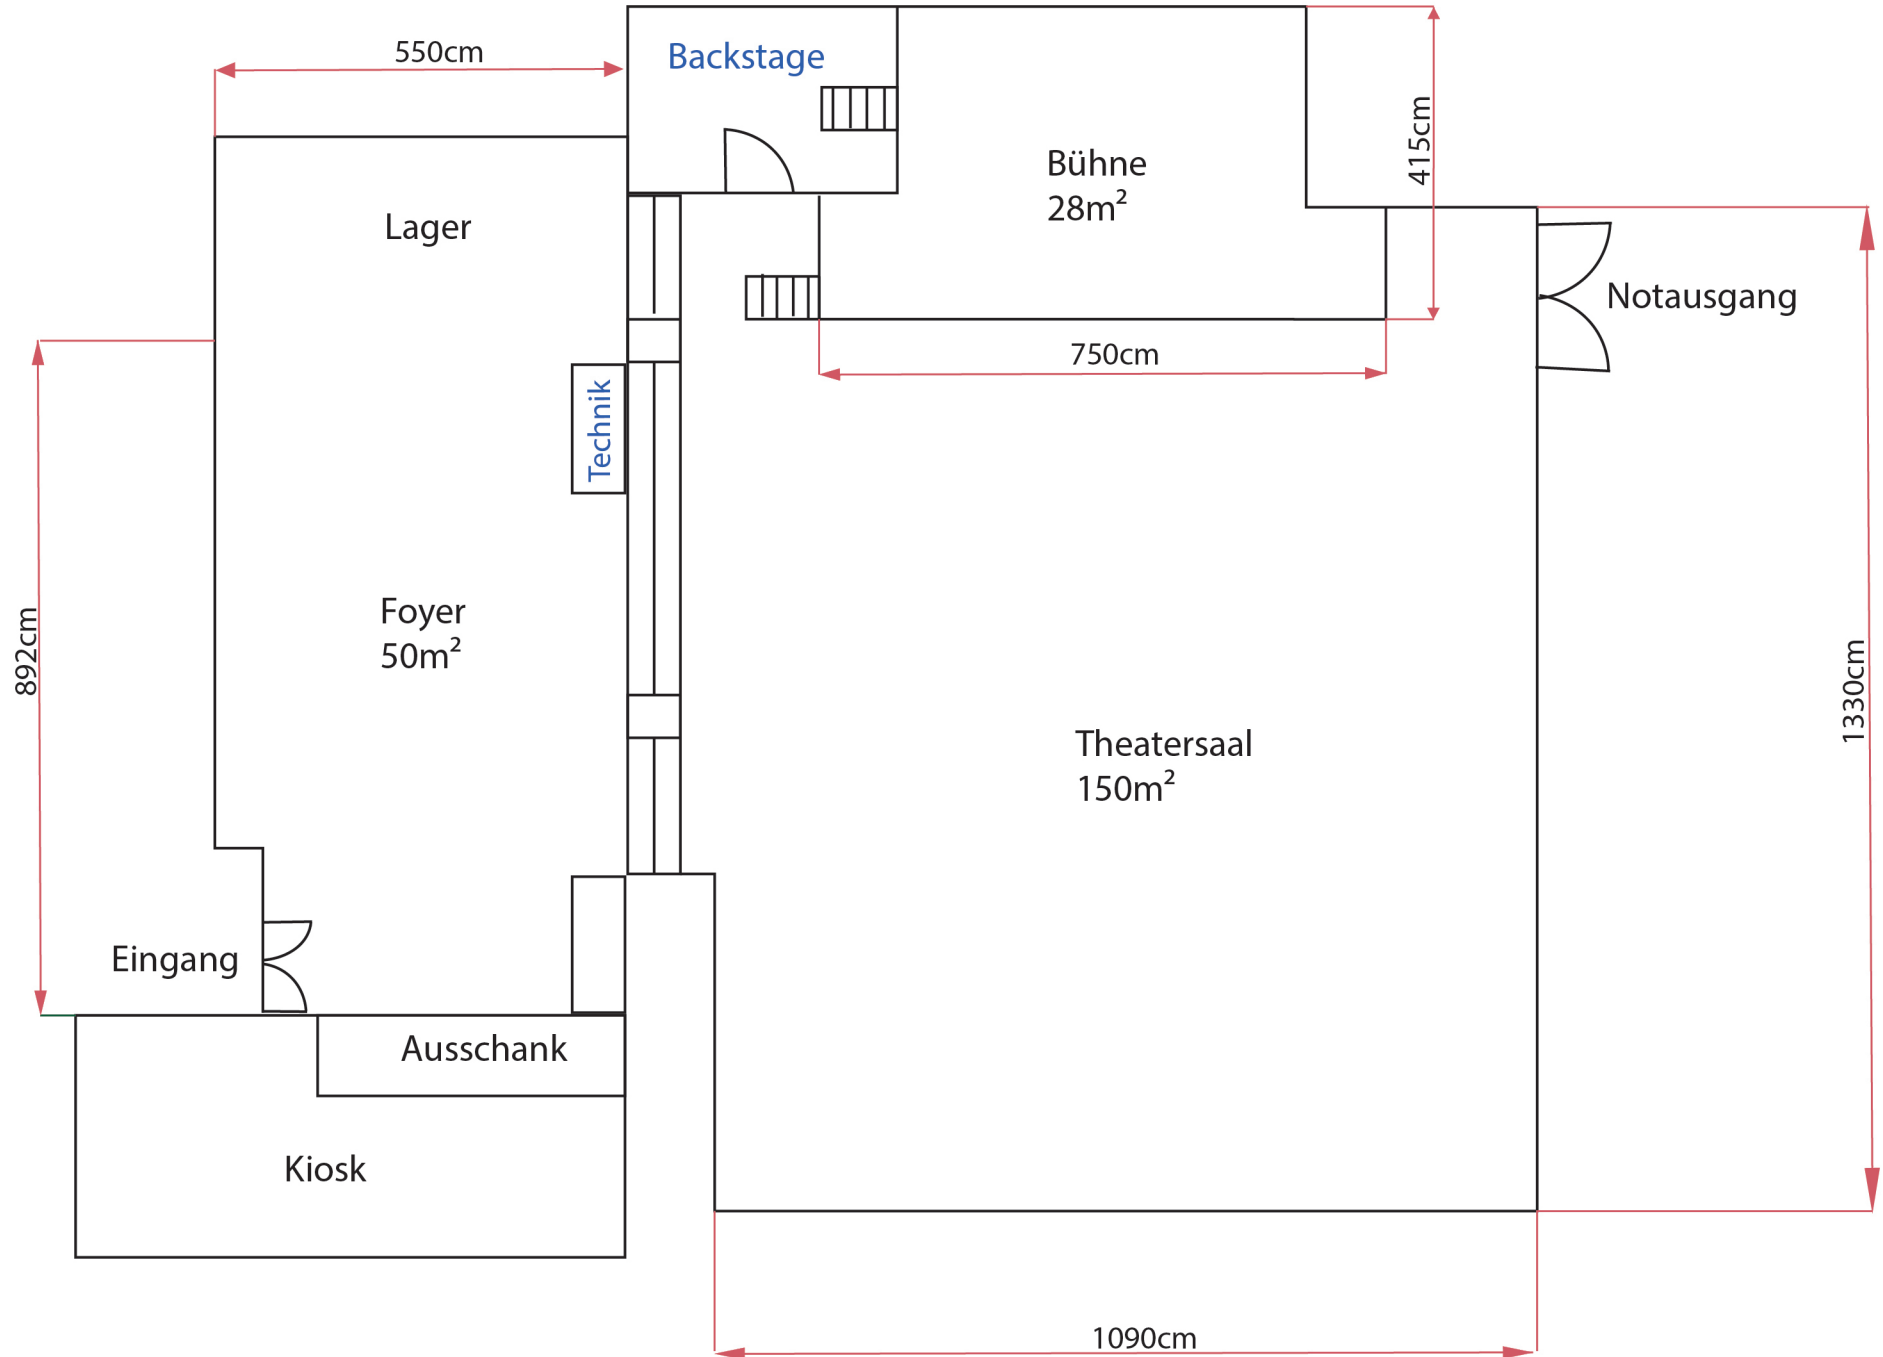 550cm
Backstage
415cm
Bühne
28m²
Lager
Notausgang
750cm
Technik
892cm
Foyer
50m²
1330cm
Theatersaal
150m²
Eingang
Ausschank
Kiosk
1090cm